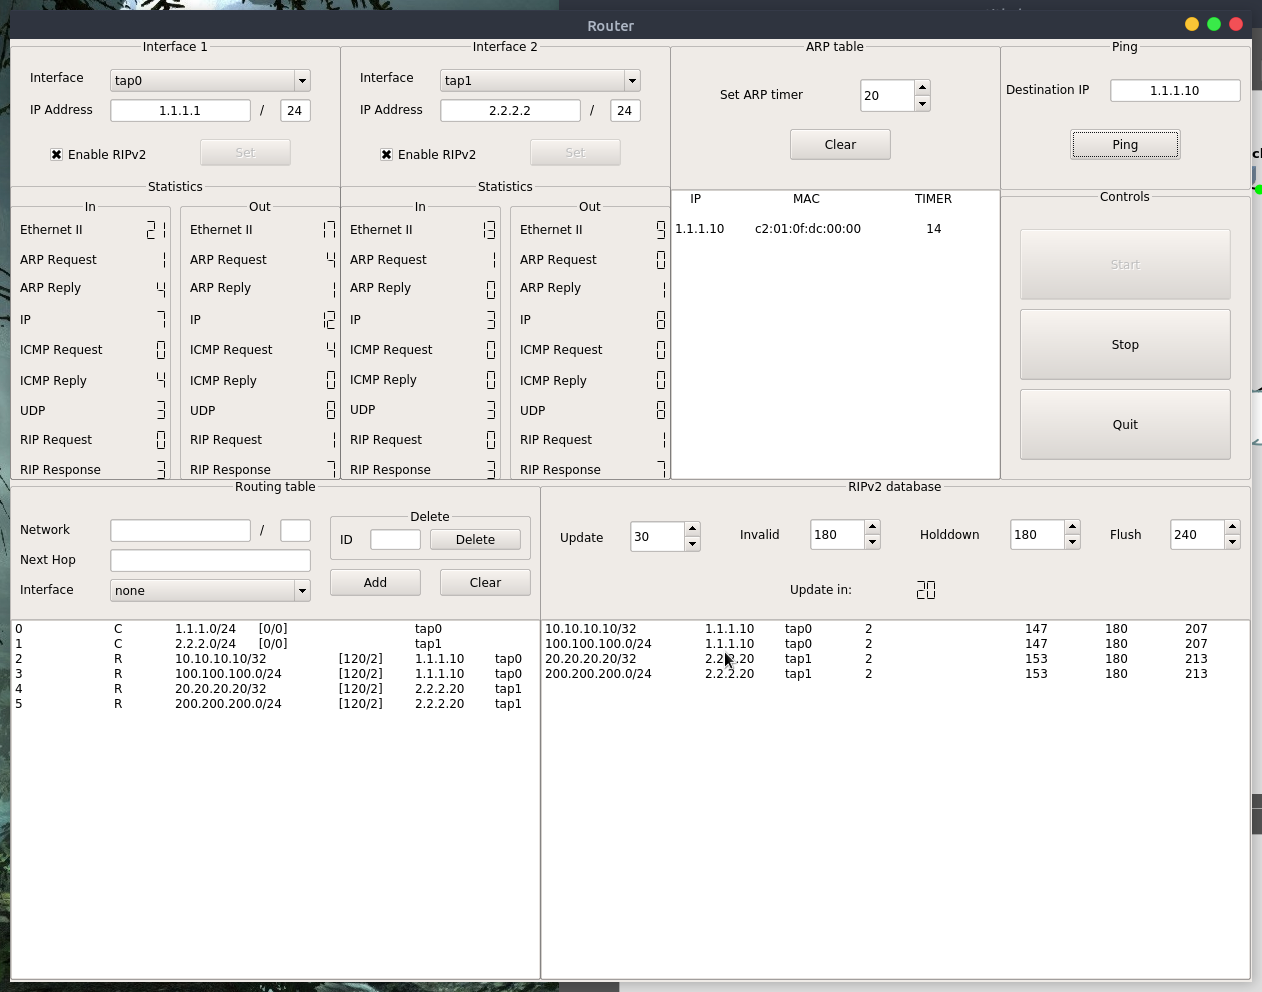 Router
Interface 1
Interface tap0
IP Address 1.1.1.1 / 24
Enable RIPv2 Set
Interface 2
Interface tap1
IP Address 2.2.2.2 / 24
Enable RIPv2 Set
ARP table
Set ARP timer 20
Clear
Ping
Destination IP 1.1.1.10
Ping
Statistics
In
Ethernet II 21
ARP Request 1
ARP Reply 4
IP 7
ICMP Request 0
ICMP Reply 4
UDP 3
RIP Request 0
RIP Response 3
Out
Ethernet II 17
ARP Request 4
ARP Reply 1
IP 12
ICMP Request 4
ICMP Reply 0
UDP 8
RIP Request 1
RIP Response 7
Statistics
In
Ethernet II 13
ARP Request 1
ARP Reply 0
IP 3
ICMP Request 0
ICMP Reply 0
UDP 3
RIP Request 0
RIP Response 3
Out
Ethernet II 9
ARP Request 0
ARP Reply 1
IP 8
ICMP Request 0
ICMP Reply 0
UDP 8
RIP Request 1
RIP Response 7
IP MAC TIMER
1.1.1.10 c2:01:0f:dc:00:00 14
Controls
Start
Stop
Quit
Routing table
Network /
Next Hop
Interface none
Delete
ID Delete
Add Clear
0 C 1.1.1.0/24 [0/0] tap0
1 C 2.2.2.0/24 [0/0] tap1
2 R 10.10.10.10/32 [120/2] 1.1.1.10 tap0
3 R 100.100.100.0/24 [120/2] 1.1.1.10 tap0
4 R 20.20.20.20/32 [120/2] 2.2.2.20 tap1
5 R 200.200.200.0/24 [120/2] 2.2.2.20 tap1
RIPv2 database
Update 30 Invalid 180 Holddown 180 Flush 240
Update in: 20
10.10.10.10/32 1.1.1.10 tap0 2 147 180 207
100.100.100.0/24 1.1.1.10 tap0 2 147 180 207
20.20.20.20/32 2.2.2.20 tap1 2 153 180 213
200.200.200.0/24 2.2.2.20 tap1 2 153 180 213